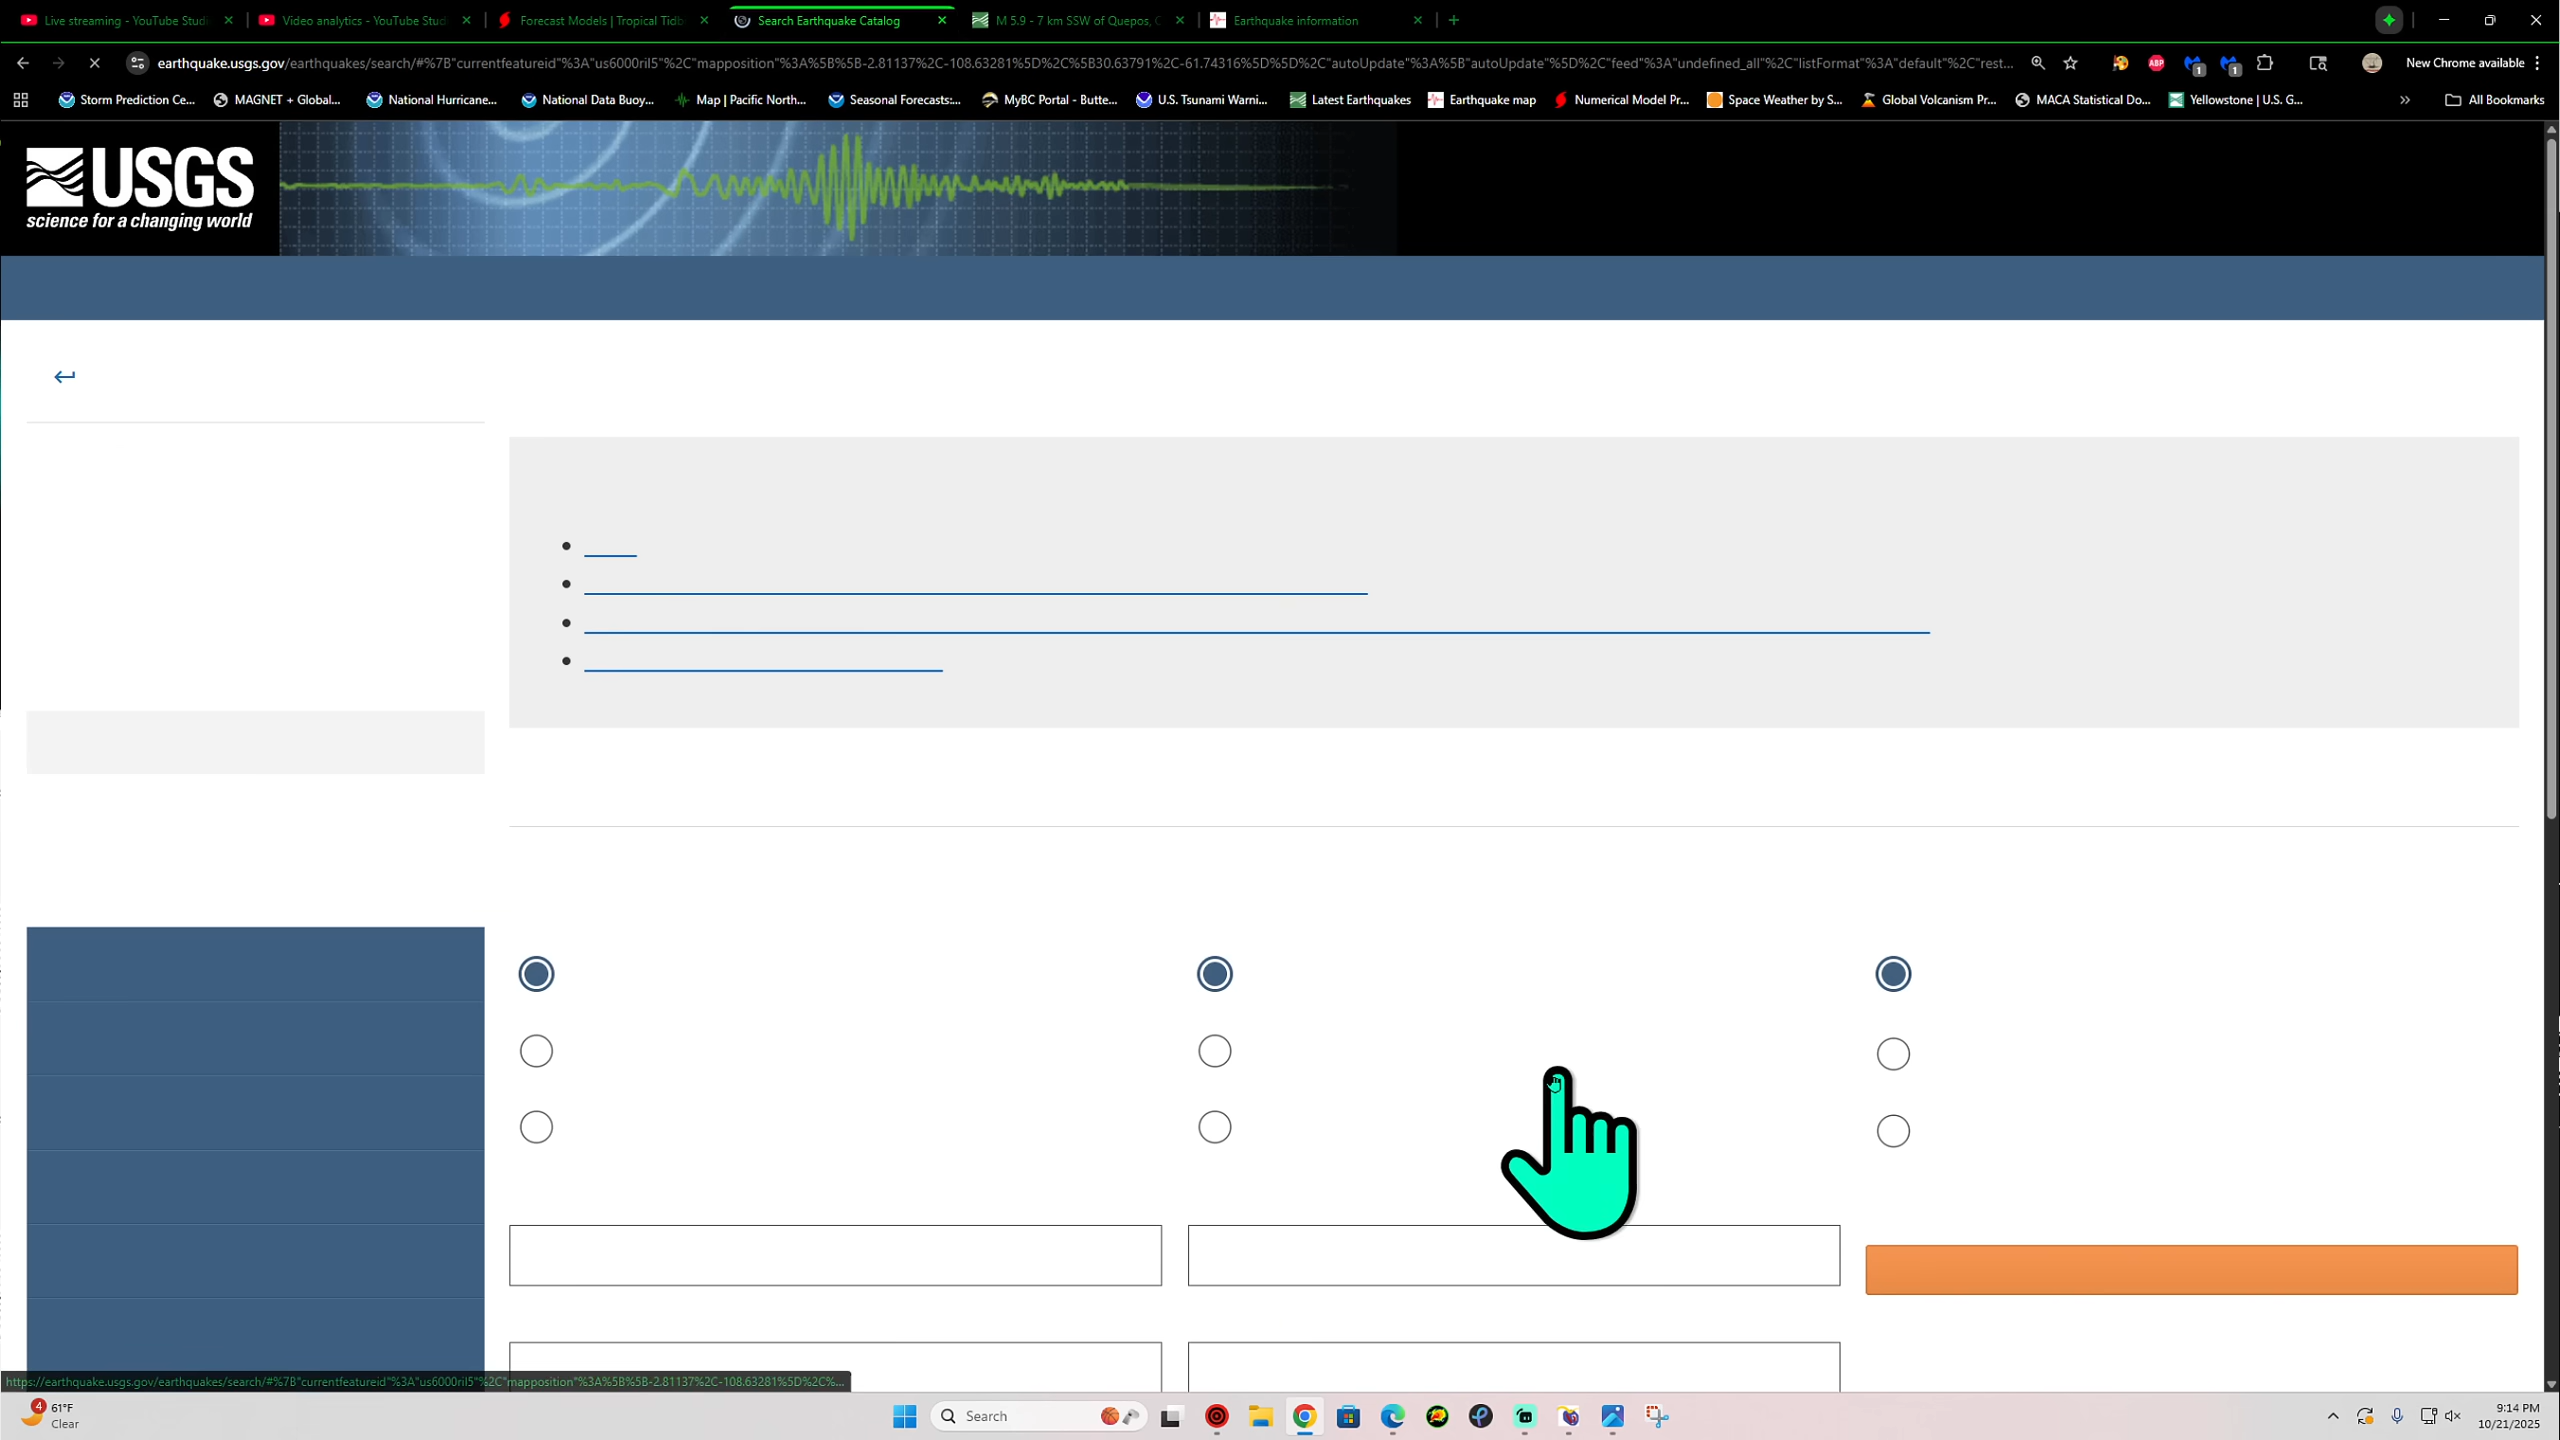 Live streaming - YouTube Studi
Video analytics - YouTube Stud
Forecast Models | Tropical Tidb
Search Earthquake Catalog
M 5.9 - 7 km SSW of Quepos, C
Earthquake information
earthquake.usgs.gov/earthquakes/search/#%7B"currentfeatureid"%3A"us6000ril5"%2C"mapposition"%3A%5B%5B-2.81137%2C-108.63281%5D%2C%5B30.63791%2C-61.74316%5D%5D%2C"autoUpdate"%3A%5B"autoUpdate"%5D%2C"feed"%3A"undefined_all"%2C"listFormat"%3A"default"%2C"rest...
ABP
1
1
New Chrome available
Storm Prediction Ce...
MAGNET + Global...
National Hurricane...
National Data Buoy...
Map | Pacific North...
Seasonal Forecasts:...
MyBC Portal - Butte...
U.S. Tsunami Warni...
Latest Earthquakes
Earthquake map
Numerical Model Pr...
Space Weather by S...
Global Volcanism Pr...
MACA Statistical Do...
Yellowstone | U.S. G...
All Bookmarks
USGS
science for a changing world
https://earthquake.usgs.gov/earthquakes/search/#%7B"currentfeatureid"%3A"us6000ril5"%2C"mapposition"%3A%5B%5B-2.81137%2C-108.63281%5D%2C%...
4
61°F
Clear
Search
9:14 PM
10/21/2025